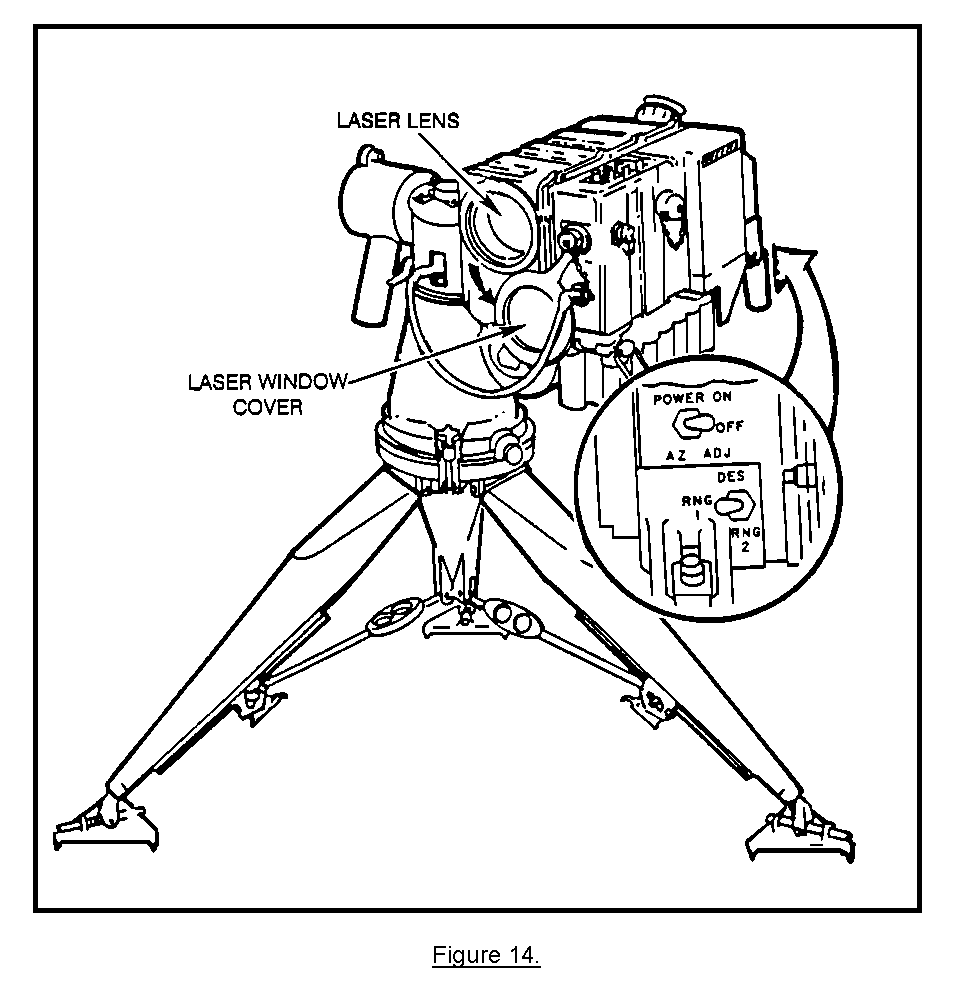 LASER LENS
LASER WINDOW
COVER
POWER ON
OFF
AZ ADJ
DES
RNG
1
RNG
2
Figure 14.